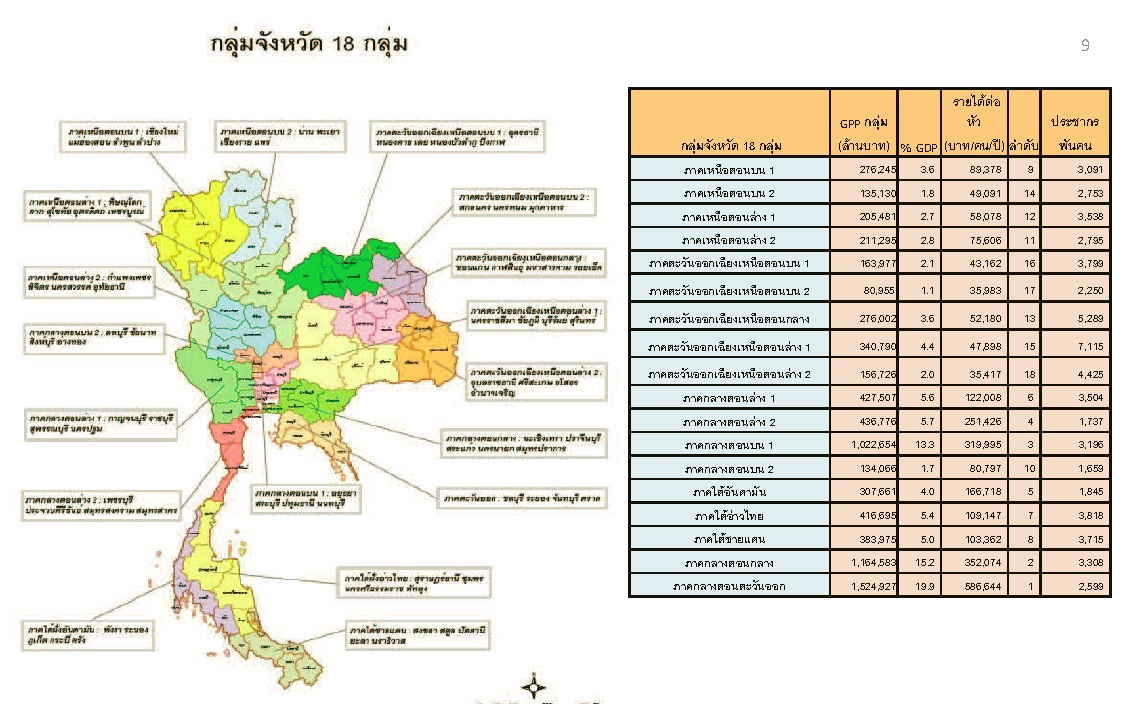 กลุ่มจังหวัด 18 กลุ่ม
9
ภาคเหนือตอนบน 1 : เชียงใหม่
แม่ฮ่องสอน ลำพูน ลำปาง
ภาคเหนือตอนบน 2 : น่าน พะเยา
เชียงราย แพร่
ภาคตะวันออกเฉียงเหนือตอนบน 1 : อุดรธานี
หนองคาย เลย หนองบัวลำภู บึงกาฬ
ภาคเหนือตอนล่าง 1 : พิษณุโลก
ตาก สุโขทัย อุตรดิตถ์ เพชรบูรณ์
ภาคตะวันออกเฉียงเหนือตอนบน 2 :
สกลนคร นครพนม มุกดาหาร
ภาคเหนือตอนล่าง 2 : กำแพงเพชร
พิจิตร นครสวรรค์ อุทัยธานี
ภาคตะวันออกเฉียงเหนือตอนกลาง :
ขอนแก่น กาฬสินธุ์ มหาสารคาม ร้อยเอ็ด
ภาคตะวันออกเฉียงเหนือตอนล่าง 1:
นครราชสีมา ชัยภูมิ บุรีรัมย์ สุรินทร์
ภาคกลางตอนบน 2 : ลพบุรี ชัยนาท
สิงห์บุรี อ่างทอง
ภาคตะวันออกเฉียงเหนือตอนล่าง 2 :
อุบลราชธานี ศรีสะเกษ ยโสธร
อำนาจเจริญ
ภาคกลางตอนล่าง 1 : กาญจนบุรี ราชบุรี
สุพรรณบุรี นครปฐม
ภาคกลางตอนกลาง : ฉะเชิงเทรา ปราจีนบุรี
สระแก้ว นครนายก สมุทรปราการ
ภาคกลางตอนล่าง 2 : เพชรบุรี
ประจวบคีรีขันธ์ สมุทรสงคราม สมุทรสาคร
ภาคกลางตอนบน 1 : อยุธยา
สระบุรี ปทุมธานี นนทบุรี
ภาคตะวันออก : ชลบุรี ระยอง จันทบุรี ตราด
ภาคใต้ฝั่งอ่าวไทย : สุราษฎร์ธานี ชุมพร
นครศรีธรรมราช พัทลุง
ภาคใต้ฝั่งอันดามัน : พังงา ระนอง
ภูเก็ต กระบี่ ตรัง
ภาคใต้ชายแดน : สงขลา สตูล ปัตตานี
ยะลา นราธิวาส
N
กลุ่มจังหวัด 18 กลุ่ม GPP กลุ่ม (ล้านบาท) % GDP รายได้ต่อหัว (บาท/คน/ปี) ลำดับ ประชากร พันคน
ภาคเหนือตอนบน 1 276,245 3.6 89,378 9 3,091
ภาคเหนือตอนบน 2 135,130 1.8 49,091 14 2,753
ภาคเหนือตอนล่าง 1 205,481 2.7 58,078 12 3,538
ภาคเหนือตอนล่าง 2 211,295 2.8 75,606 11 2,795
ภาคตะวันออกเฉียงเหนือตอนบน 1 163,977 2.1 43,162 16 3,799
ภาคตะวันออกเฉียงเหนือตอนบน 2 80,955 1.1 35,983 17 2,250
ภาคตะวันออกเฉียงเหนือตอนกลาง 276,002 3.6 52,180 13 5,289
ภาคตะวันออกเฉียงเหนือตอนล่าง 1 340,790 4.4 47,898 15 7,115
ภาคตะวันออกเฉียงเหนือตอนล่าง 2 156,726 2.0 35,417 18 4,425
ภาคกลางตอนล่าง 1 427,507 5.6 122,008 6 3,504
ภาคกลางตอนล่าง 2 436,776 5.7 251,426 4 1,737
ภาคกลางตอนบน 1 1,022,654 13.3 319,995 3 3,196
ภาคกลางตอนบน 2 134,066 1.7 80,797 10 1,659
ภาคใต้อันดามัน 307,661 4.0 166,718 5 1,845
ภาคใต้อ่าวไทย 416,695 5.4 109,147 7 3,818
ภาคใต้ชายแดน 383,975 5.0 103,362 8 3,715
ภาคกลางตอนกลาง 1,164,583 15.2 352,074 2 3,308
ภาคกลางตอนตะวันออก 1,524,927 19.9 586,644 1 2,599